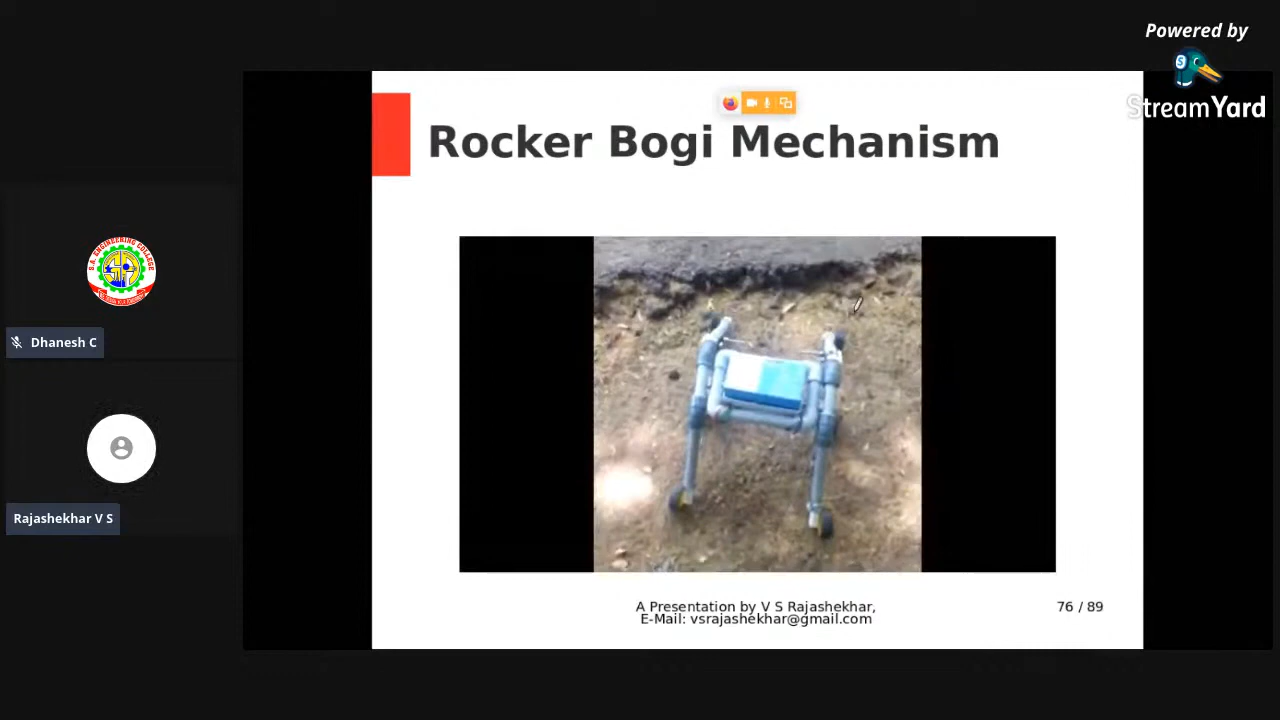 Powered by
StreamYard
Rocker Bogi Mechanism
Dhanesh C
Rajashekhar V S
A Presentation by V S Rajashekhar,
E-Mail: vsrajashekhar@gmail.com
76 / 89